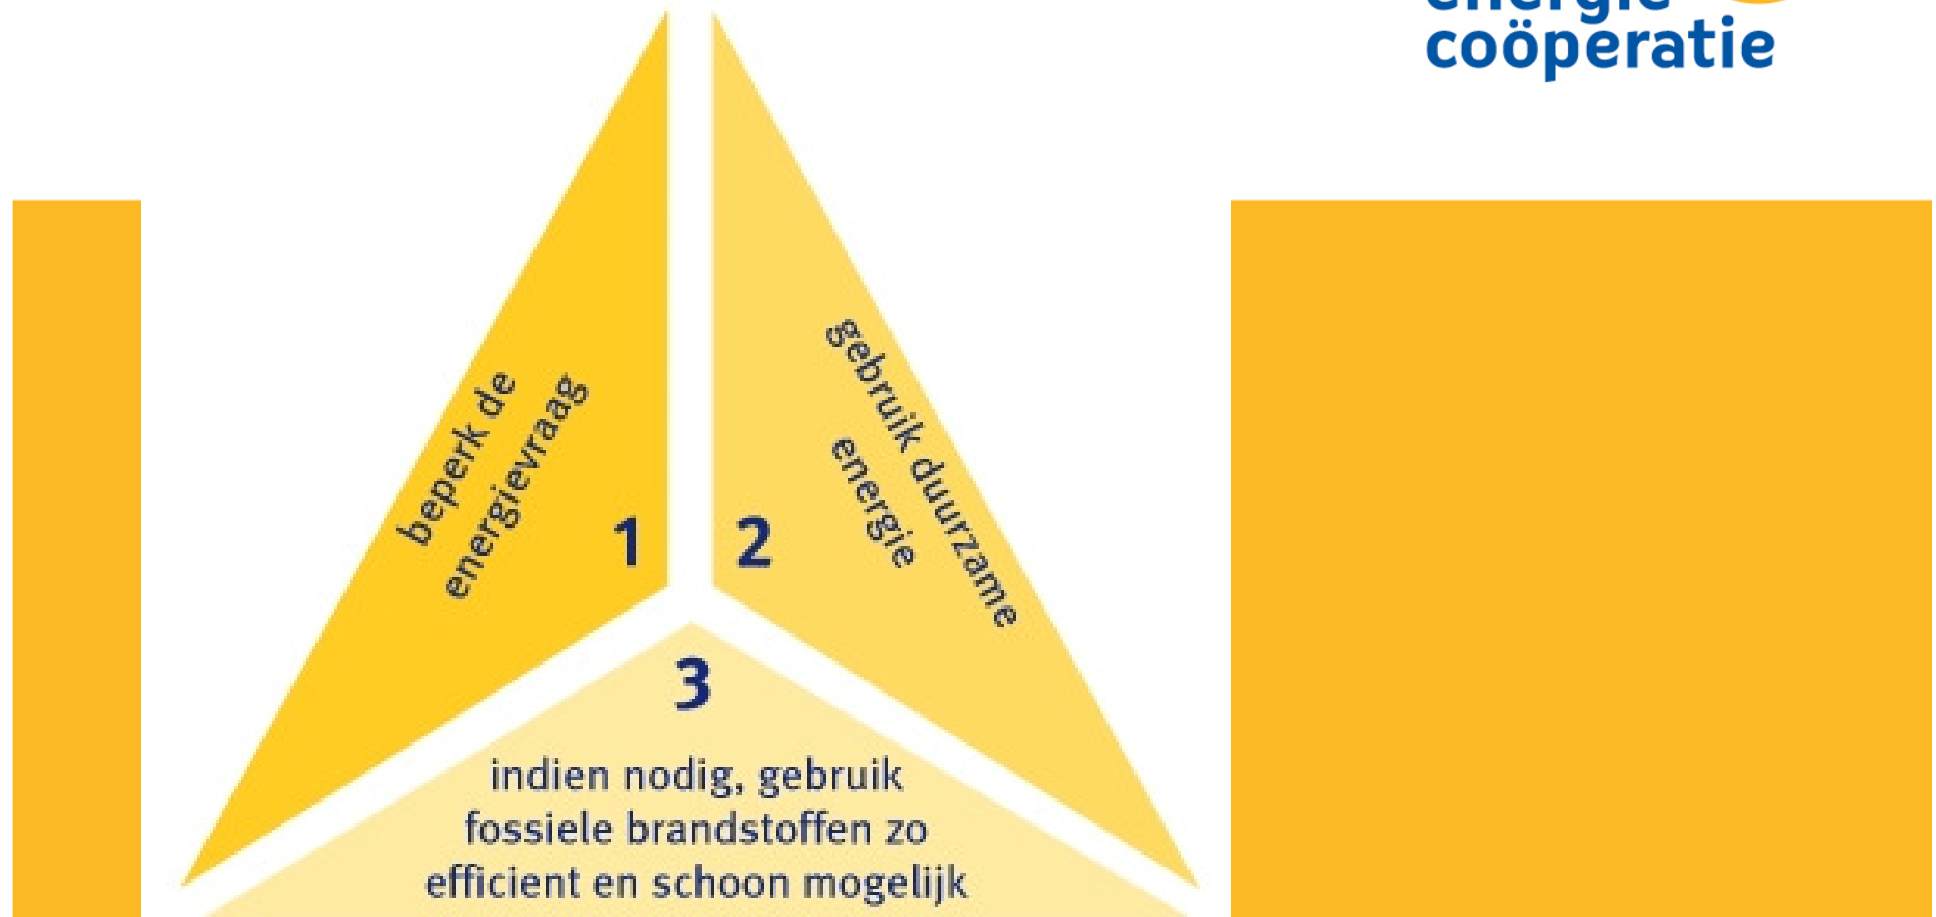 energie
coöperatie
beperk de
energievraag
1
2
gebruik duurzame
energie
3
indien nodig, gebruik
fossiele brandstoffen zo
efficient en schoon mogelijk